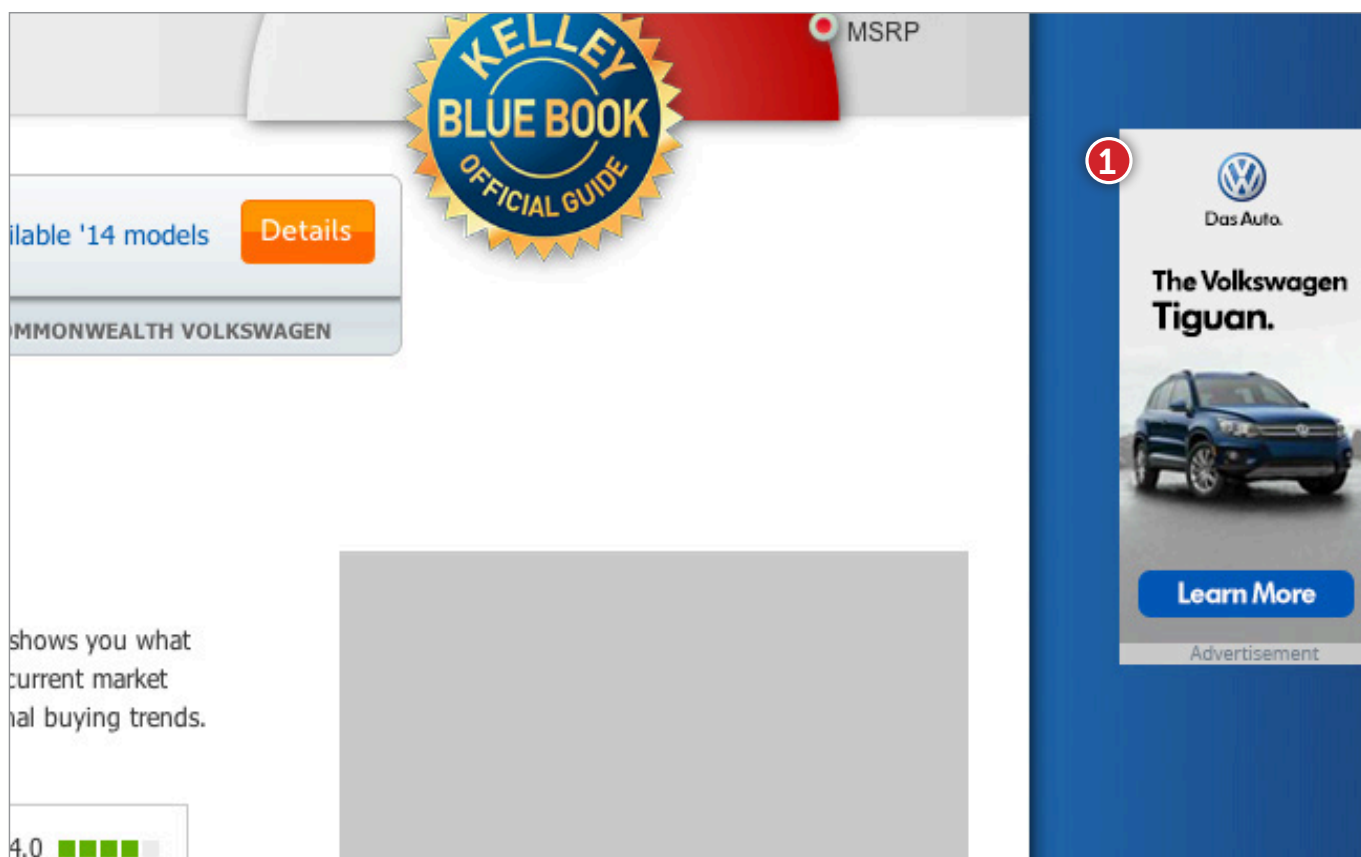 MSRP
KELLEY
BLUE BOOK
OFFICIAL GUIDE
ilable '14 models
Details
OMMONWEALTH VOLKSWAGEN
shows you what
current market
nal buying trends.
4.0
1
Das Auto.
The Volkswagen
Tiguan.
Learn More
Advertisement